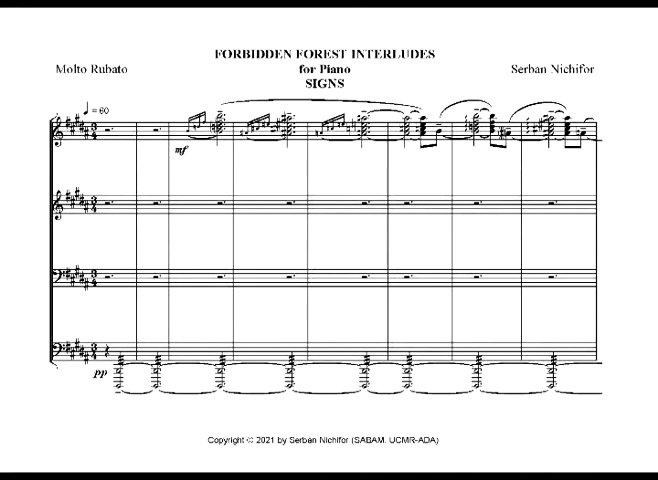 FORBIDDEN FOREST INTERLUDES
Molto Rubato for Piano Serban Nichifor
SIGNS
= 60
mf
pp
Copyright © 2021 by Serban Nichifor (SABAM, UCMR-ADA)